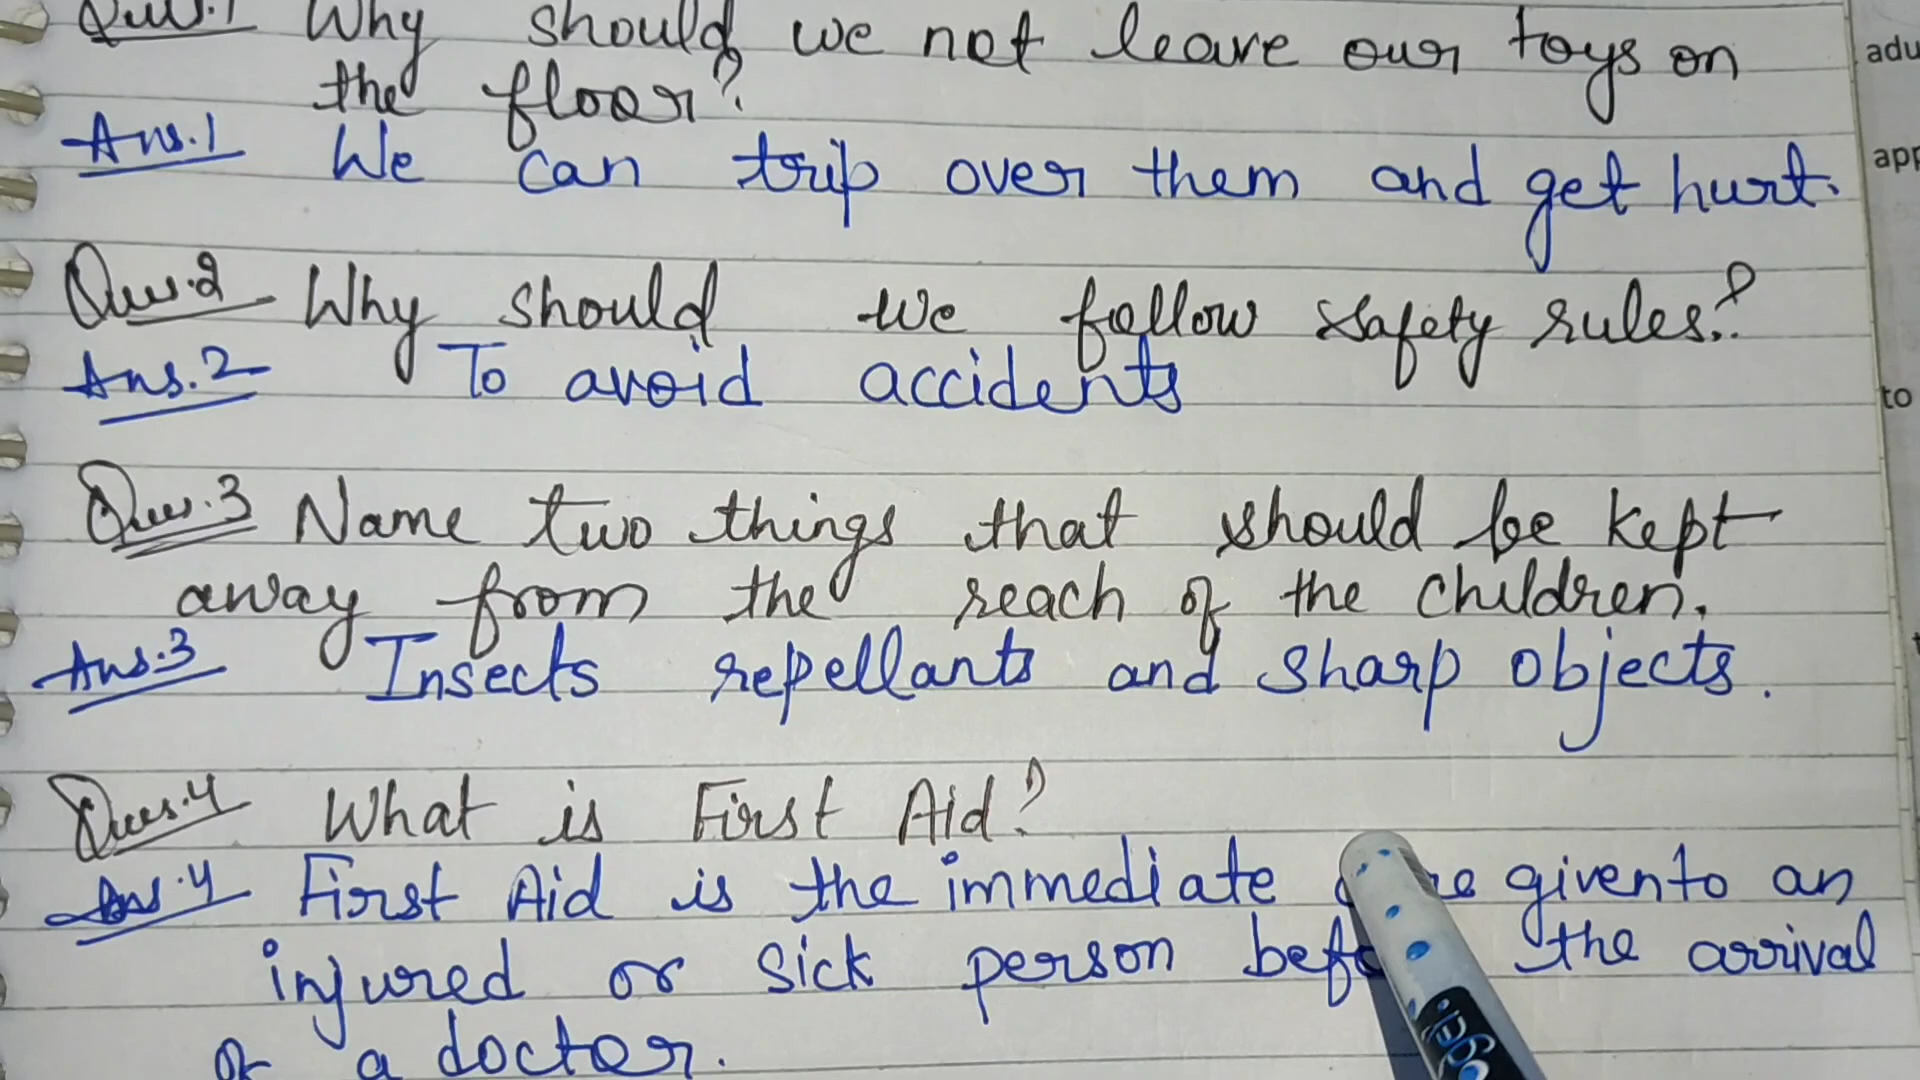 Ques.1 Why should we not leave our toys on
the floor?
Ans.1 We can trip over them and get hurt.
Ques.2 Why should we follow safety rules?
Ans.2 To avoid accidents
Ques.3 Name two things that should be kept
away from the reach of the children.
Ans.3 Insects repellants and sharp objects.
Ques.4 What is First Aid?
Ans.4 First Aid is the immediate given to an
injured or sick person the arrival
of a doctor.
adu
app
to